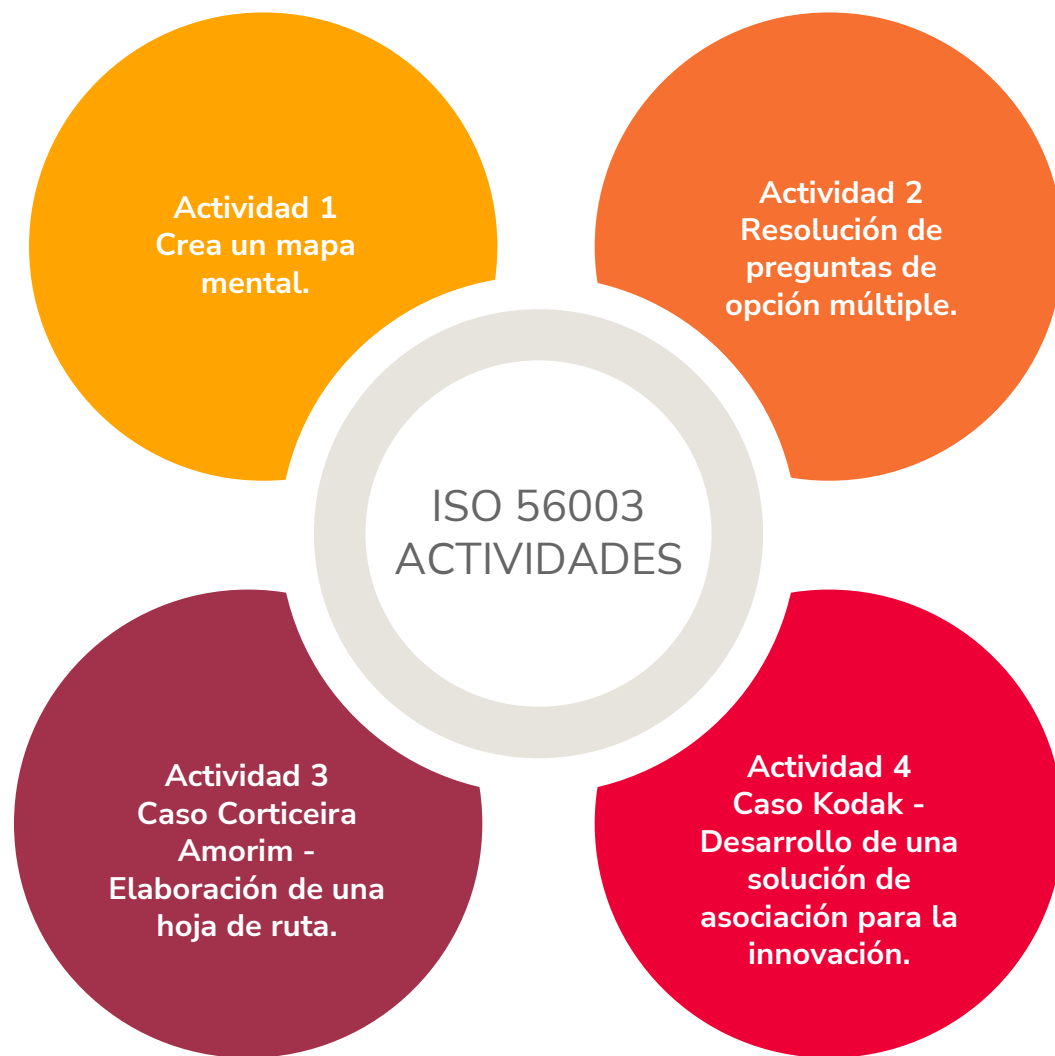 Actividad 1
Crea un mapa
mental.
Actividad 2
Resolución de
preguntas de
opción múltiple.
ISO 56003
ACTIVIDADES
Actividad 3
Caso Corticeira
Amorim -
Elaboración de una
hoja de ruta.
Actividad 4
Caso Kodak -
Desarrollo de una
solución de
asociación para la
innovación.